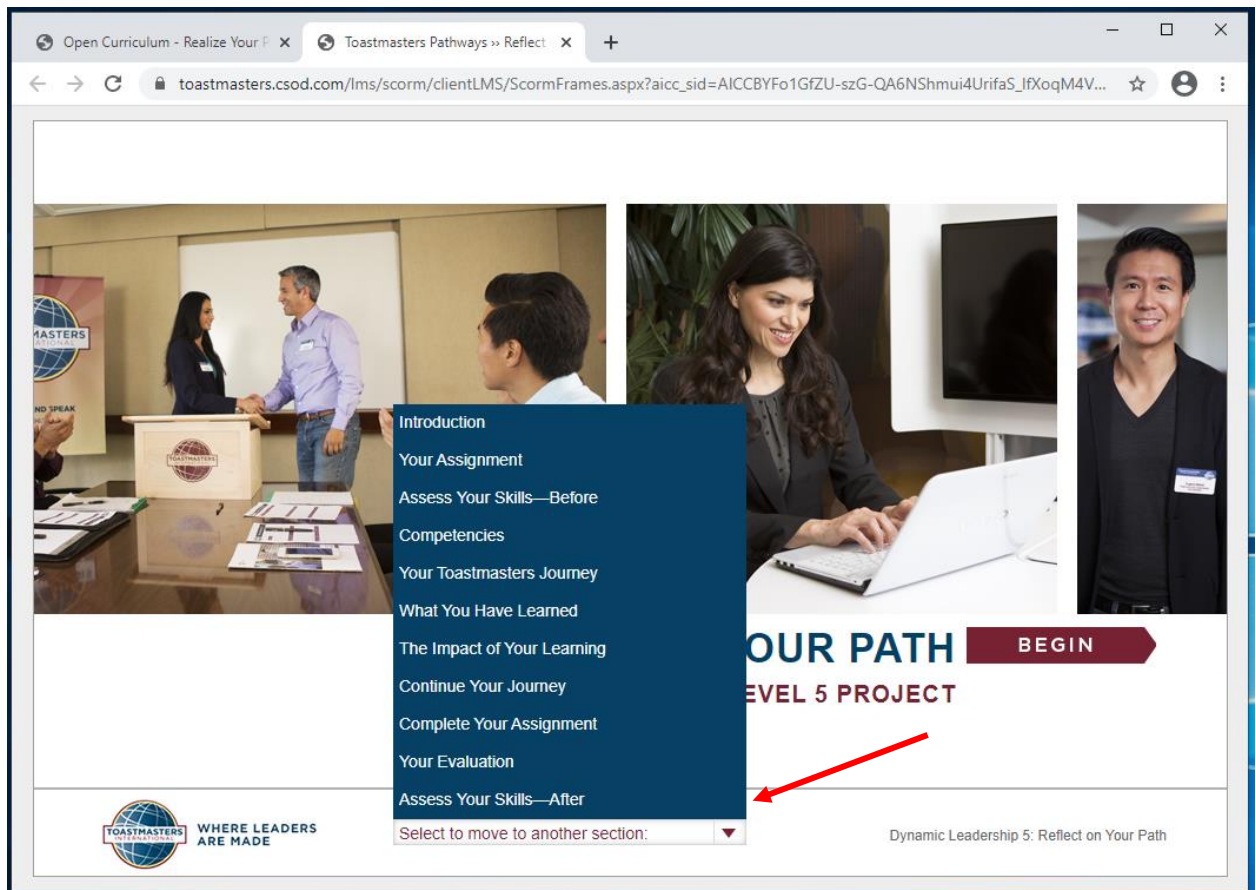 Open Curriculum - Realize Your P
Toastmasters Pathways ›› Reflect
toastmasters.csod.com/lms/scorm/clientLMS/ScormFrames.aspx?aicc_sid=AICCBYFo1GfZU-szG-QA6NShmui4UrifaS_IfXoqM4V...
MASTERS
NATIONAL
ND SPEAK
TOASTMASTERS
Introduction
Your Assignment
Assess Your Skills—Before
Competencies
Your Toastmasters Journey
What You Have Learned
The Impact of Your Learning
Continue Your Journey
Complete Your Assignment
Your Evaluation
Assess Your Skills—After
OUR PATH
BEGIN
EVEL 5 PROJECT
TOASTMASTERS
INTERNATIONAL
WHERE LEADERS
ARE MADE
Select to move to another section:
Dynamic Leadership 5: Reflect on Your Path